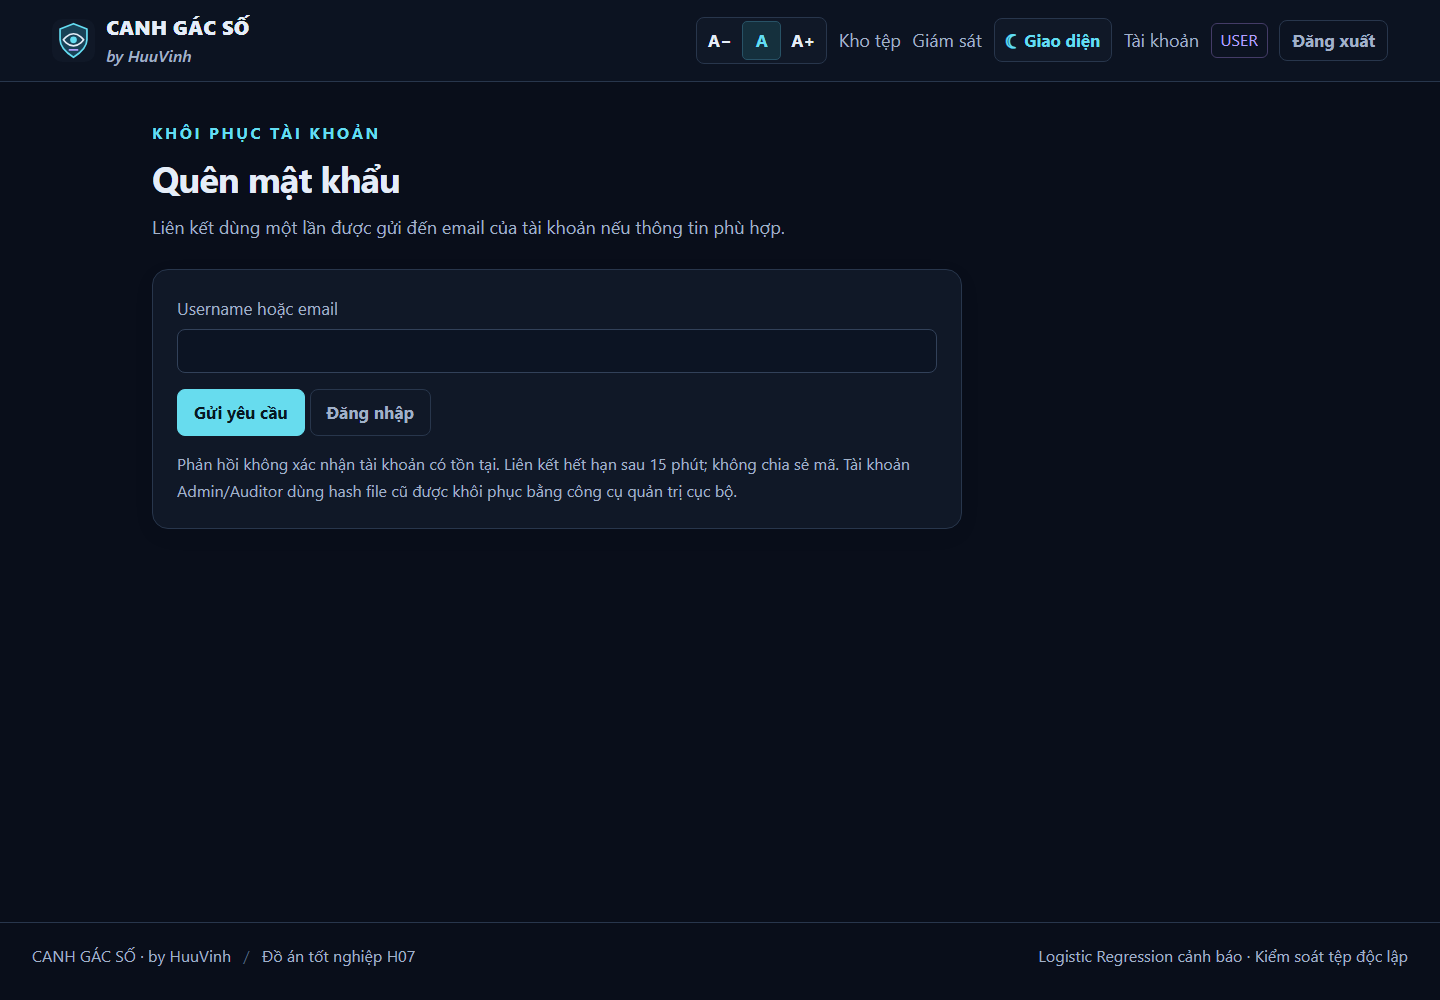 CANH GÁC SỐ
by HuuVinh
A− A A+ Kho tệp Giám sát Giao diện Tài khoản USER Đăng xuất
KHÔI PHỤC TÀI KHOẢN
Quên mật khẩu
Liên kết dùng một lần được gửi đến email của tài khoản nếu thông tin phù hợp.
Username hoặc email
Gửi yêu cầu Đăng nhập
Phản hồi không xác nhận tài khoản có tồn tại. Liên kết hết hạn sau 15 phút; không chia sẻ mã. Tài khoản
Admin/Auditor dùng hash file cũ được khôi phục bằng công cụ quản trị cục bộ.
CANH GÁC SỐ · by HuuVinh / Đồ án tốt nghiệp H07
Logistic Regression cảnh báo · Kiểm soát tệp độc lập